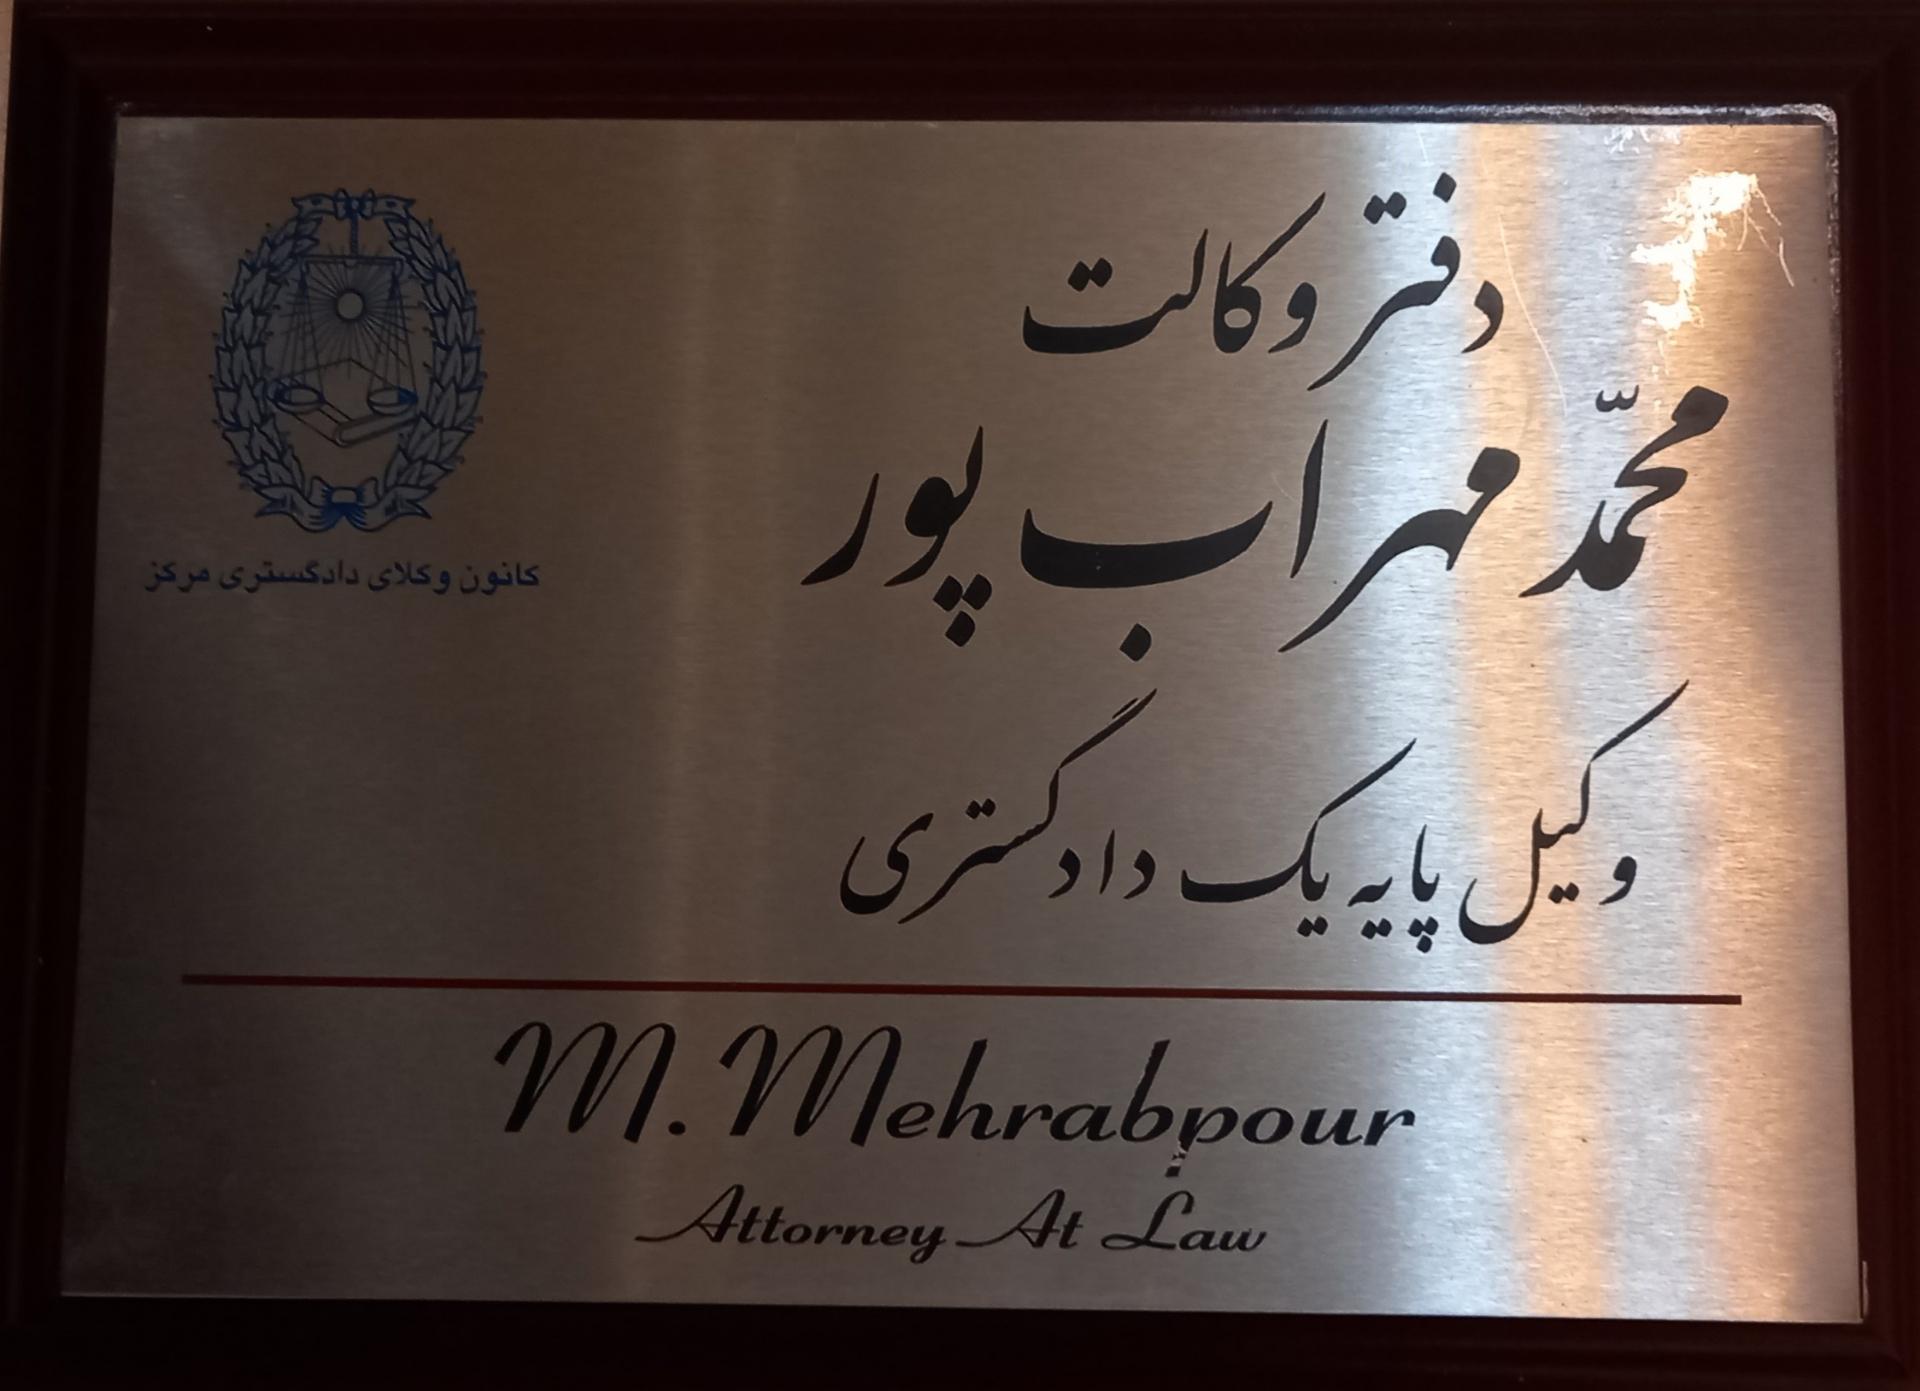 دفتر وکالت
محمّد مهراب پور
وکیل پایه یک دادگستری
کانون وکلای دادگستری مرکز
M. Mehrabpour
Attorney At Law